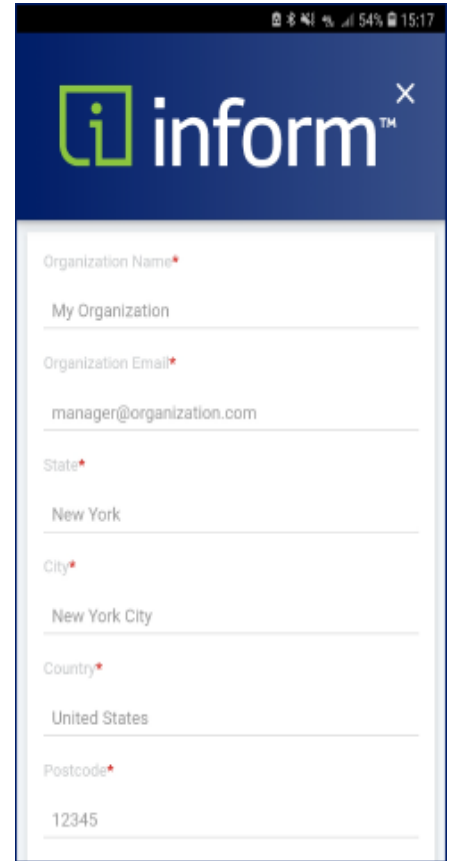 54% 15:17
inform™
Organization Name*
My Organization
Organization Email*
manager@organization.com
State*
New York
City*
New York City
Country*
United States
Postcode*
12345